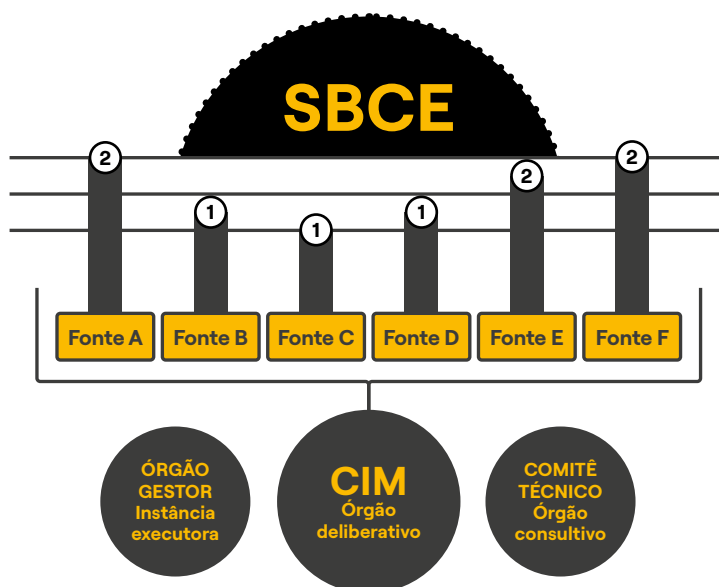 SBCE
2
1
1
1
2
2
Fonte A
Fonte B
Fonte C
Fonte D
Fonte E
Fonte F
ÓRGÃO
GESTOR
Instância
executora
CIM
Órgão
deliberativo
COMITÊ
TÉCNICO
Órgão
consultivo